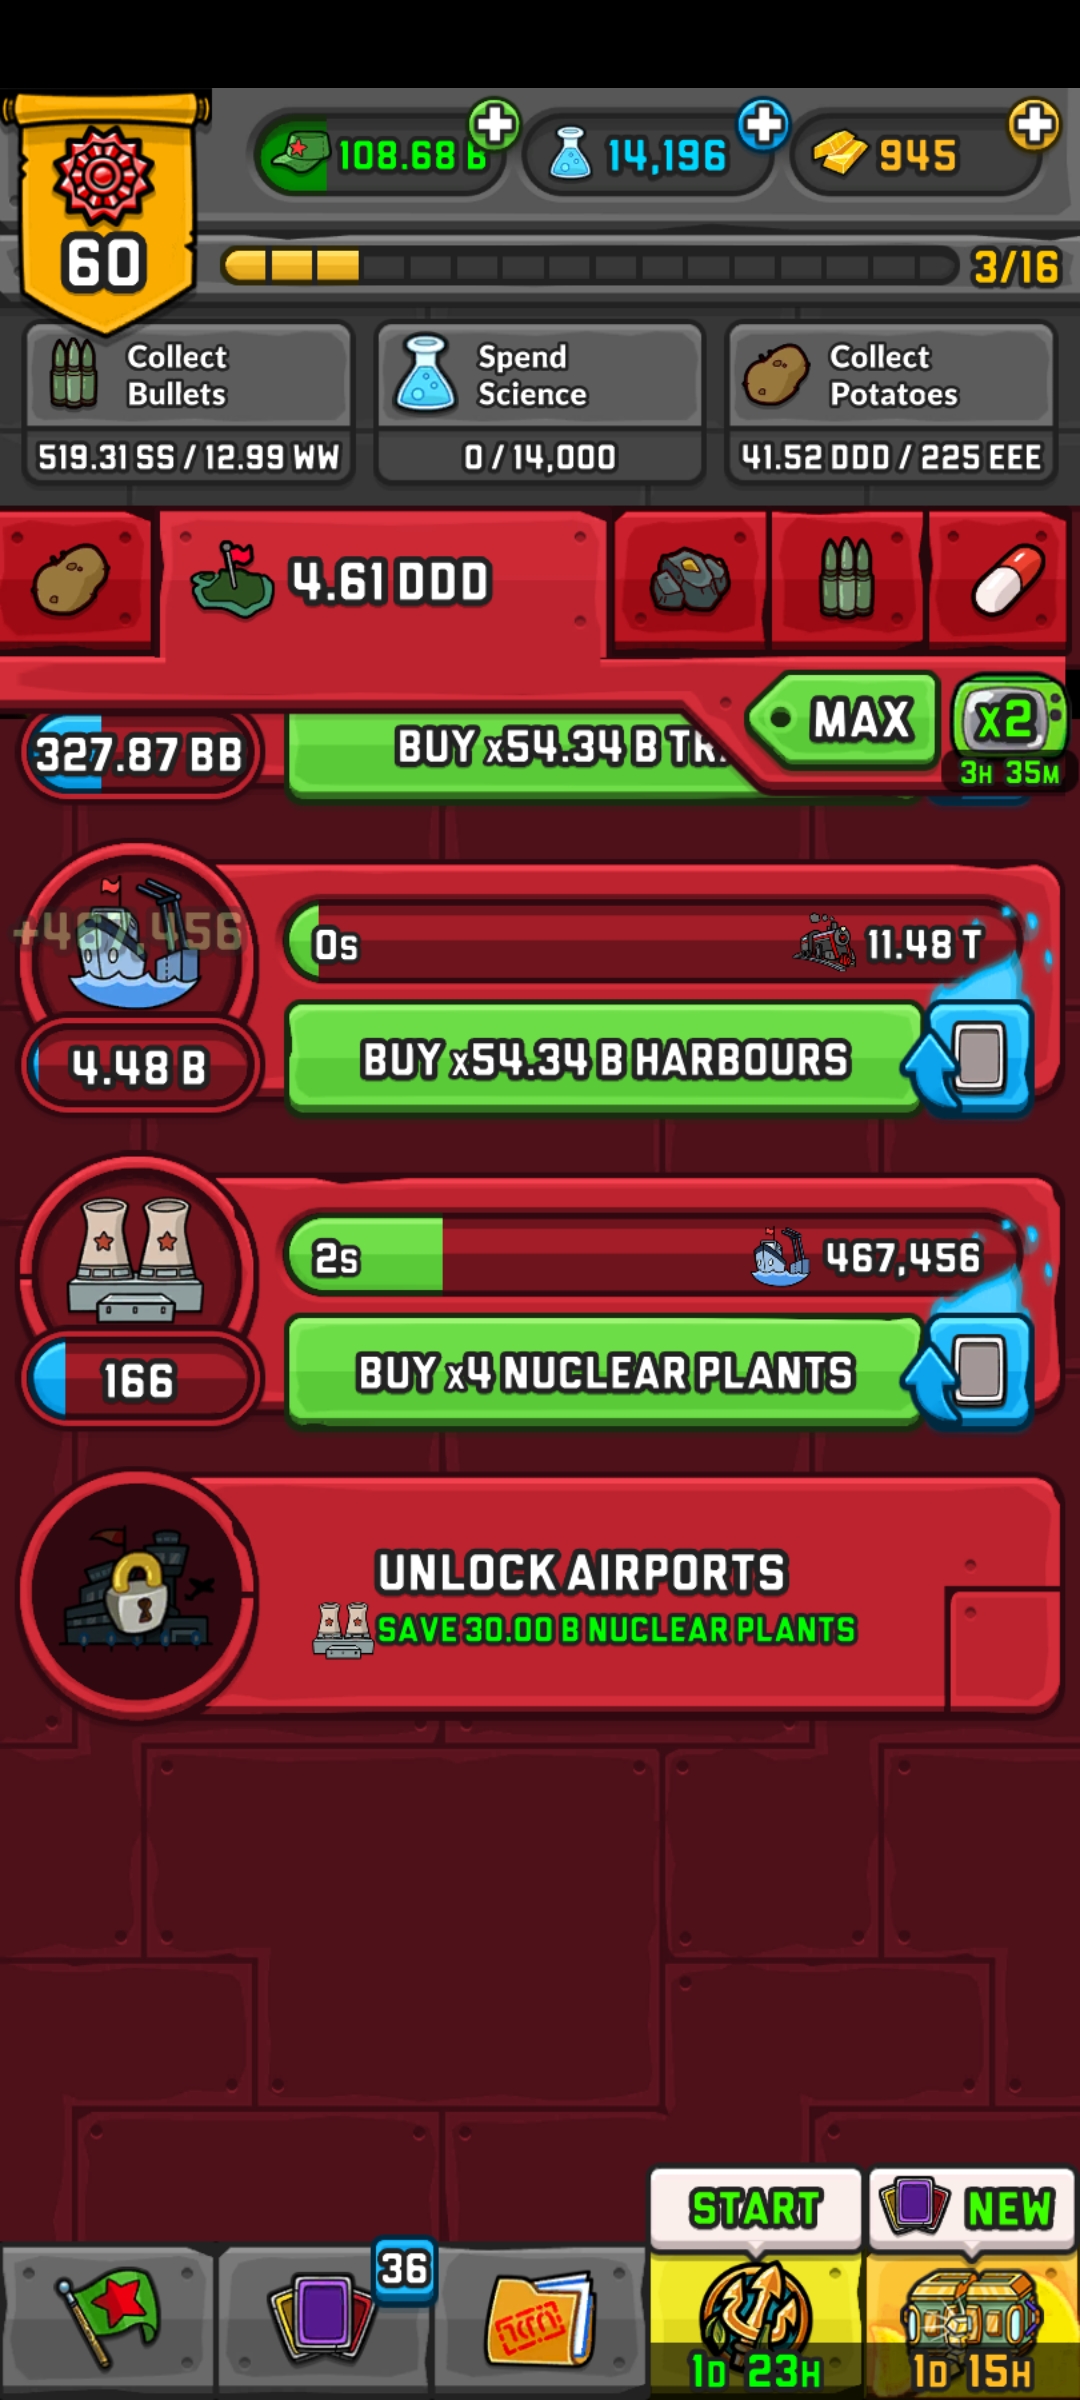 60
108.68 B
14,196
945
3/16
Collect
Bullets
519.31 SS / 12.99 WW
Spend
Science
0 / 14,000
Collect
Potatoes
41.52 DDD / 225 EEE
4.61 DDD
MAX
x2
3H 35M
327.87 BB
BUY x54.34 B
+467,456
0s
11.48 T
4.48 B
BUY x54.34 B HARBOURS
2s
467,456
166
BUY x4 NUCLEAR PLANTS
UNLOCK AIRPORTS
SAVE 30.00 B NUCLEAR PLANTS
START
NEW
36
1D 23H
1D 15H